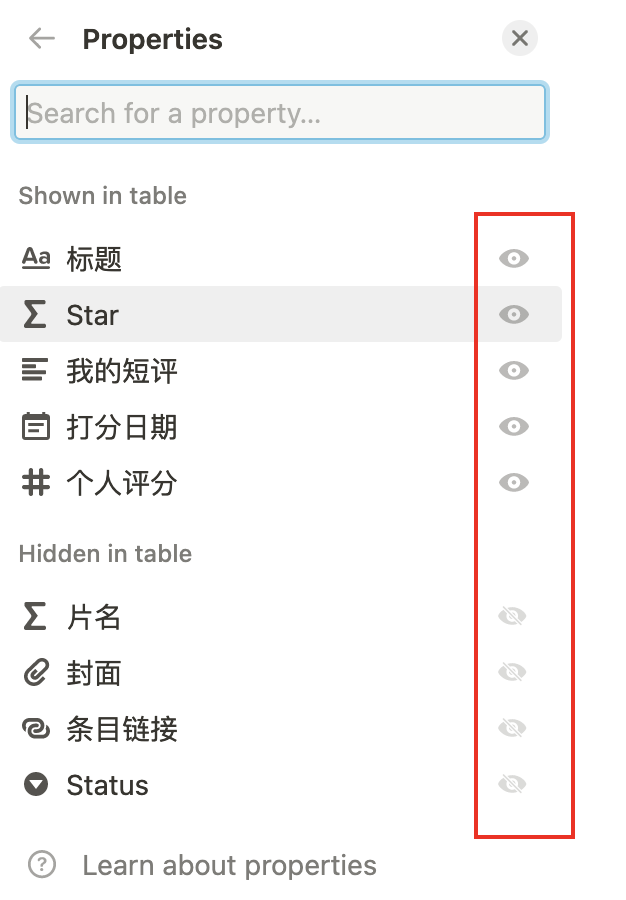 Properties
Search for a property...
Shown in table
Aa 标题
Star
我的短评
打分日期
个人评分
Hidden in table
片名
封面
条目链接
Status
Learn about properties